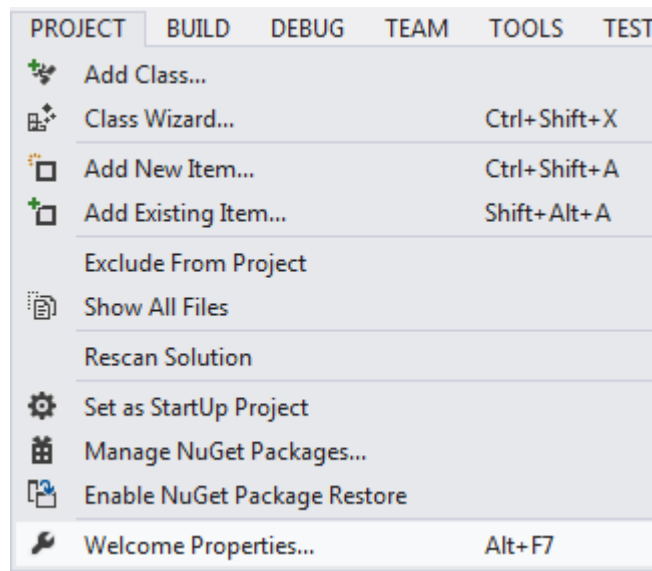 PROJECT BUILD DEBUG TEAM TOOLS TEST
Add Class...
Class Wizard... Ctrl+Shift+X
Add New Item... Ctrl+Shift+A
Add Existing Item... Shift+Alt+A
Exclude From Project
Show All Files
Rescan Solution
Set as StartUp Project
Manage NuGet Packages...
Enable NuGet Package Restore
Welcome Properties... Alt+F7